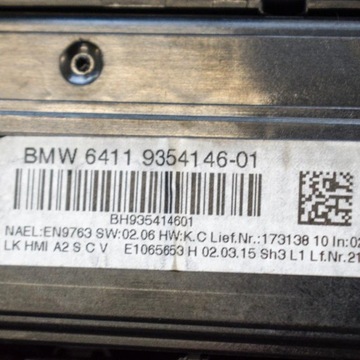 BMW 6411 9354146-01
BH935414601
NAEL:EN9763 SW:02.06 HW:K.C Lief.Nr.:173138 10 In:02
LK HMI A2 S C V E1065653 H 02.03.15 Sh3 L1 Lf.Nr.:21